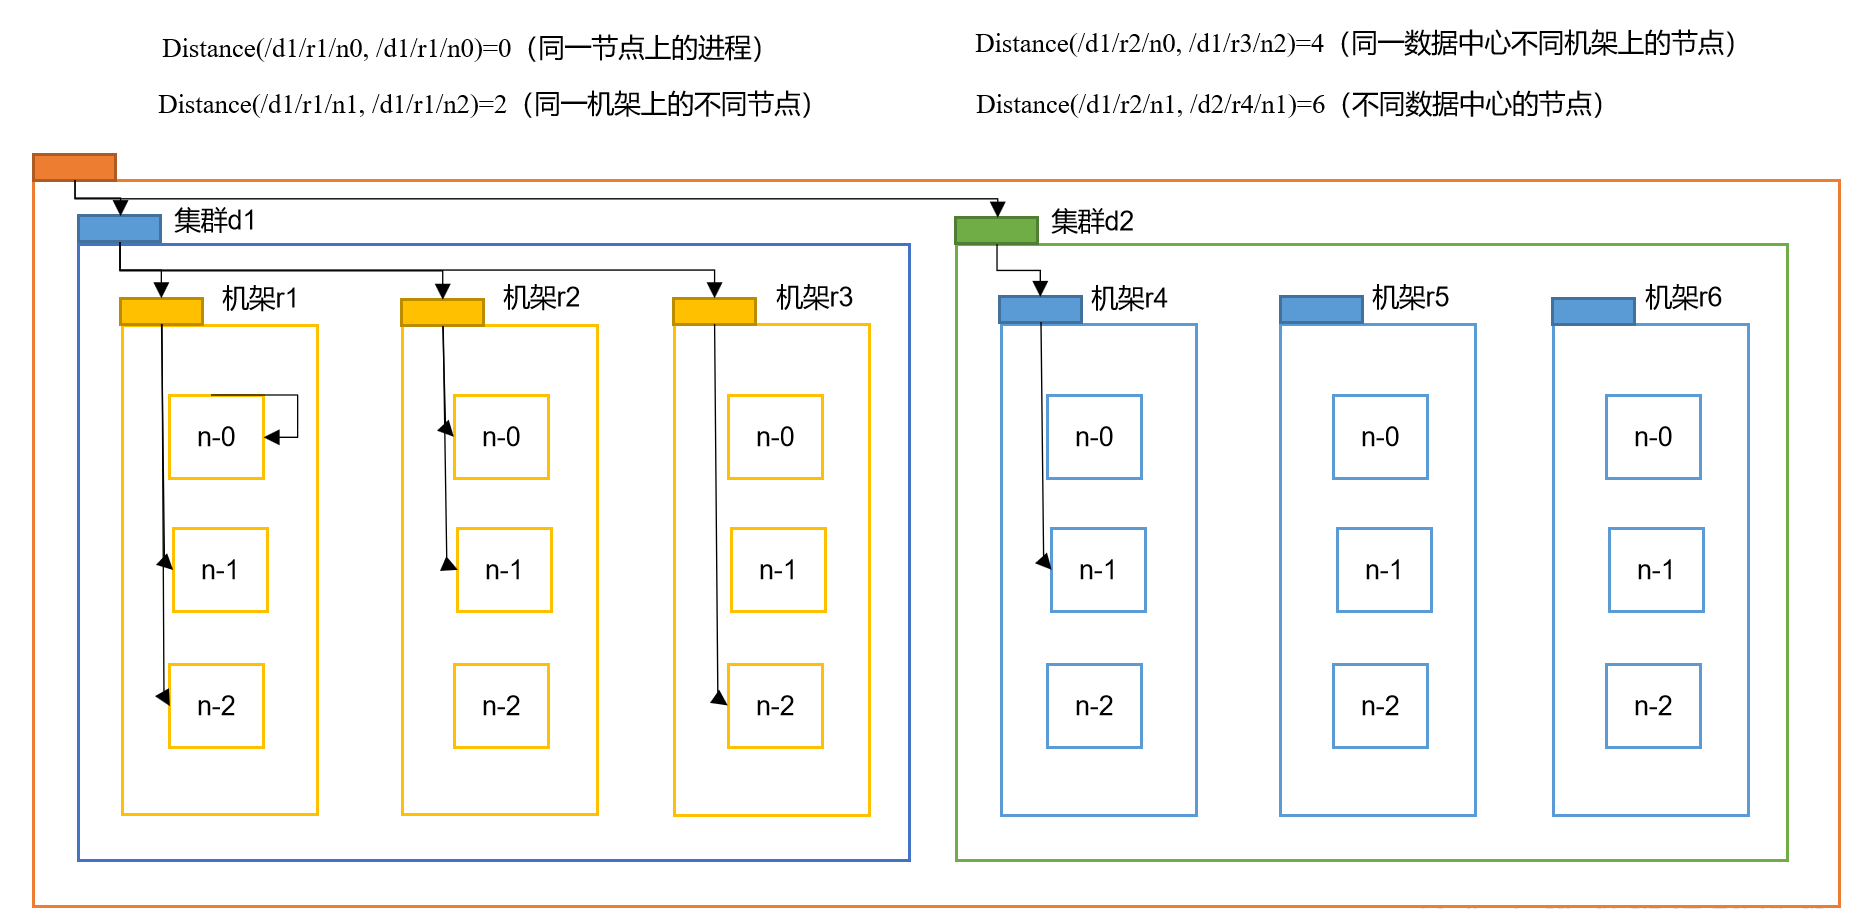 Distance(/d1/r1/n0, /d1/r1/n0)=0（同一节点上的进程）
Distance(/d1/r2/n0, /d1/r3/n2)=4（同一数据中心不同机架上的节点）
Distance(/d1/r1/n1, /d1/r1/n2)=2（同一机架上的不同节点）
Distance(/d1/r2/n1, /d2/r4/n1)=6（不同数据中心的节点）
集群d1
集群d2
机架r1
机架r2
机架r3
机架r4
机架r5
机架r6
n-0
n-0
n-0
n-0
n-0
n-0
n-1
n-1
n-1
n-1
n-1
n-1
n-2
n-2
n-2
n-2
n-2
n-2